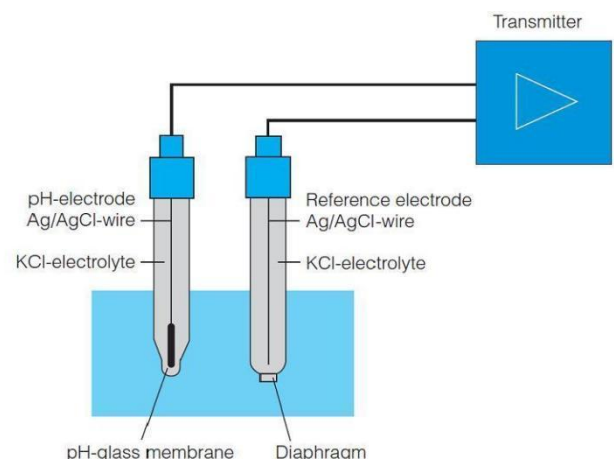 Transmitter
pH-electrode
Ag/AgCl-wire
Reference electrode
Ag/AgCl-wire
KCl-electrolyte
KCl-electrolyte
pH-glass membrane
Diaphragm